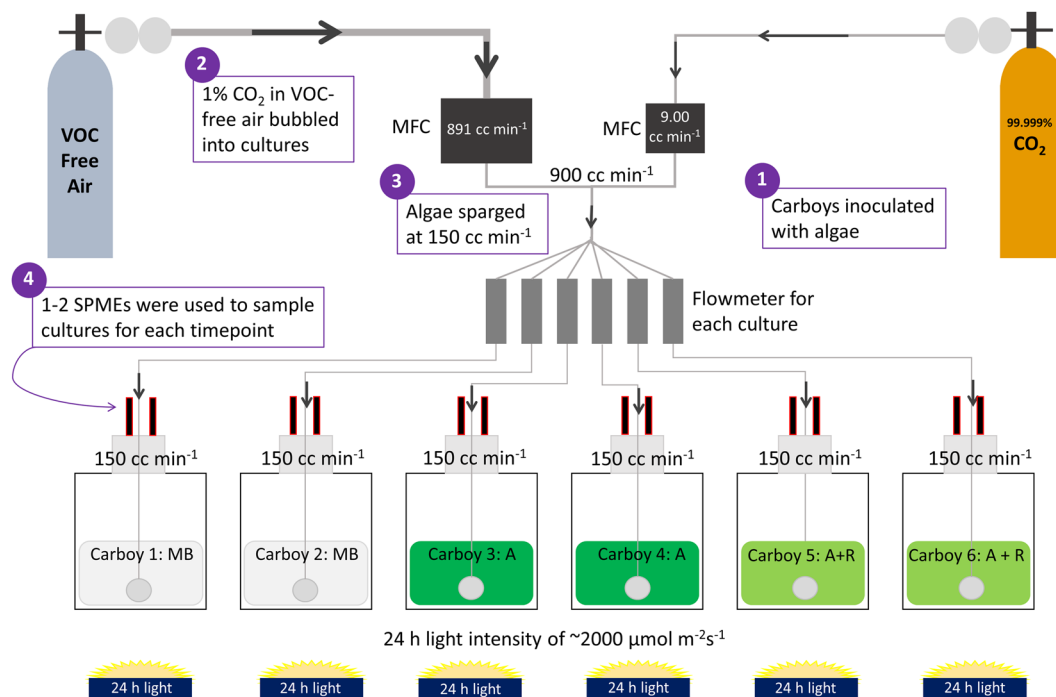 VOC
Free
Air
2
1% CO₂ in VOC-
free air bubbled
into cultures
MFC
891 cc min⁻¹
MFC
9.00
cc min⁻¹
99.999%
CO₂
900 cc min⁻¹
3
Algae sparged
at 150 cc min⁻¹
1
Carboys inoculated
with algae
4
1-2 SPMEs were used to sample
cultures for each timepoint
Flowmeter for
each culture
150 cc min⁻¹
150 cc min⁻¹
150 cc min⁻¹
150 cc min⁻¹
150 cc min⁻¹
150 cc min⁻¹
Carboy 1: MB
Carboy 2: MB
Carboy 3: A
Carboy 4: A
Carboy 5: A+R
Carboy 6: A + R
24 h light intensity of ~2000 µmol m⁻²s⁻¹
24 h light
24 h light
24 h light
24 h light
24 h light
24 h light